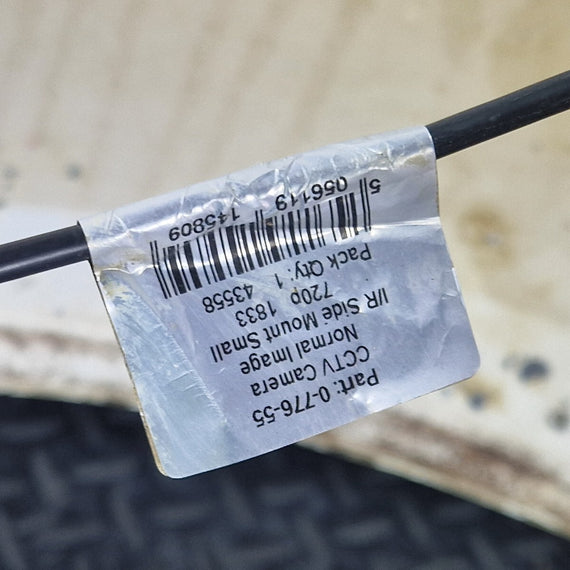 Part: 0-776-55
CCTV Camera
Normal Image
I/R Side Mount Small
720p 1833 43558
Pack Qty: 1
5 056119 145809